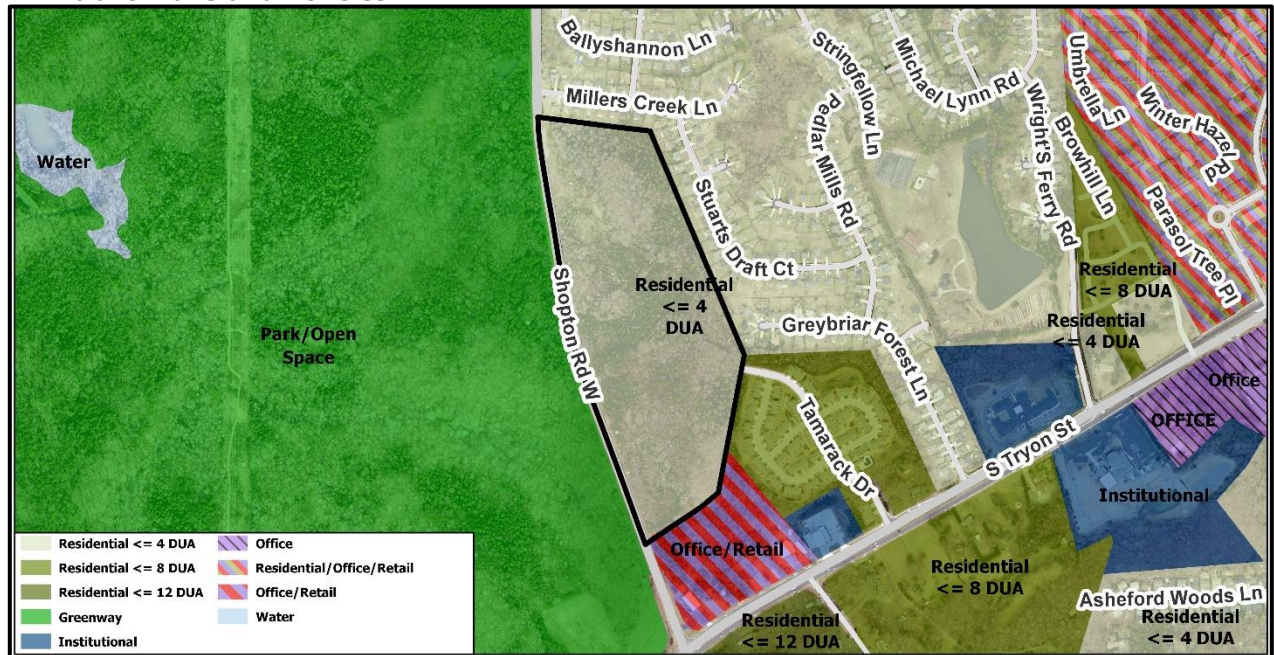 Ballyshannon Ln
Millers Creek Ln
Stringfellow Ln
Pedlar Mills Rd
Michael Lynn Rd
Wright'S Ferry Rd
Umbrella Ln
Browhill Ln
Winter Hazel Rd
Parasol Tree Pl
Water
Stuarts Draft Ct
Residential
<= 4
DUA
Shopton Rd W
Park/Open
Space
Greybriar Forest Ln
Residential
<= 8 DUA
Residential
<= 4 DUA
Office
OFFICE
Tamarack Dr
S Tryon St
Institutional
Office/Retail
Residential
<= 8 DUA
Residential
<= 12 DUA
Asheford Woods Ln
Residential
<= 4 DUA
Residential <= 4 DUA
Residential <= 8 DUA
Residential <= 12 DUA
Greenway
Institutional
Office
Residential/Office/Retail
Office/Retail
Water